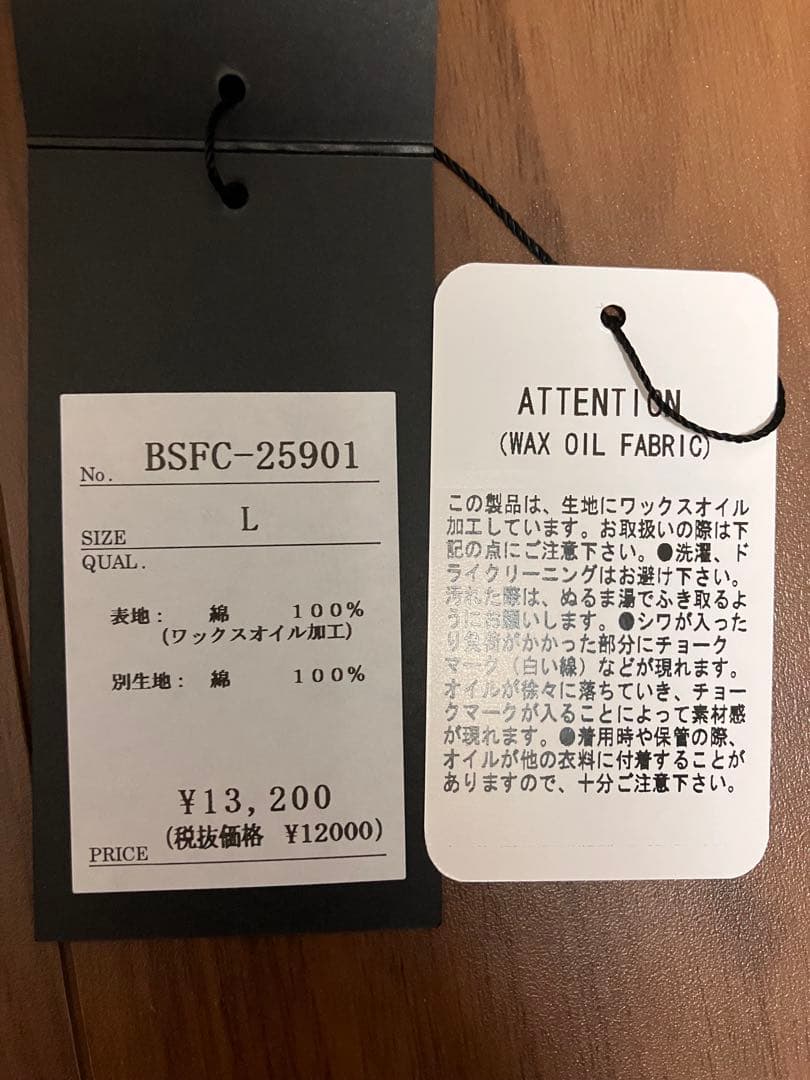 No. BSFC-25901
SIZE L
QUAL.
表地： 綿 100%
(ワックスオイル加工)
別生地： 綿 100%
¥13,200
PRICE (税抜価格 ¥12000)
ATTENTION
(WAX OIL FABRIC)
この製品は、生地にワックスオイル
加工しています。お取扱いの際は下
記の点にご注意下さい。●洗濯、ド
ライクリーニングはお避け下さい。
汚れた際は、ぬるま湯でふき取るよ
うにお願いします。●シワが入った
り負荷がかかった部分にチョーク
マーク（白い線）などが現れます。
オイルが徐々に落ちていき、チョー
クマークが入ることによって素材感
が現れます。●着用時や保管の際、
オイルが他の衣料に付着することが
ありますので、十分ご注意下さい。